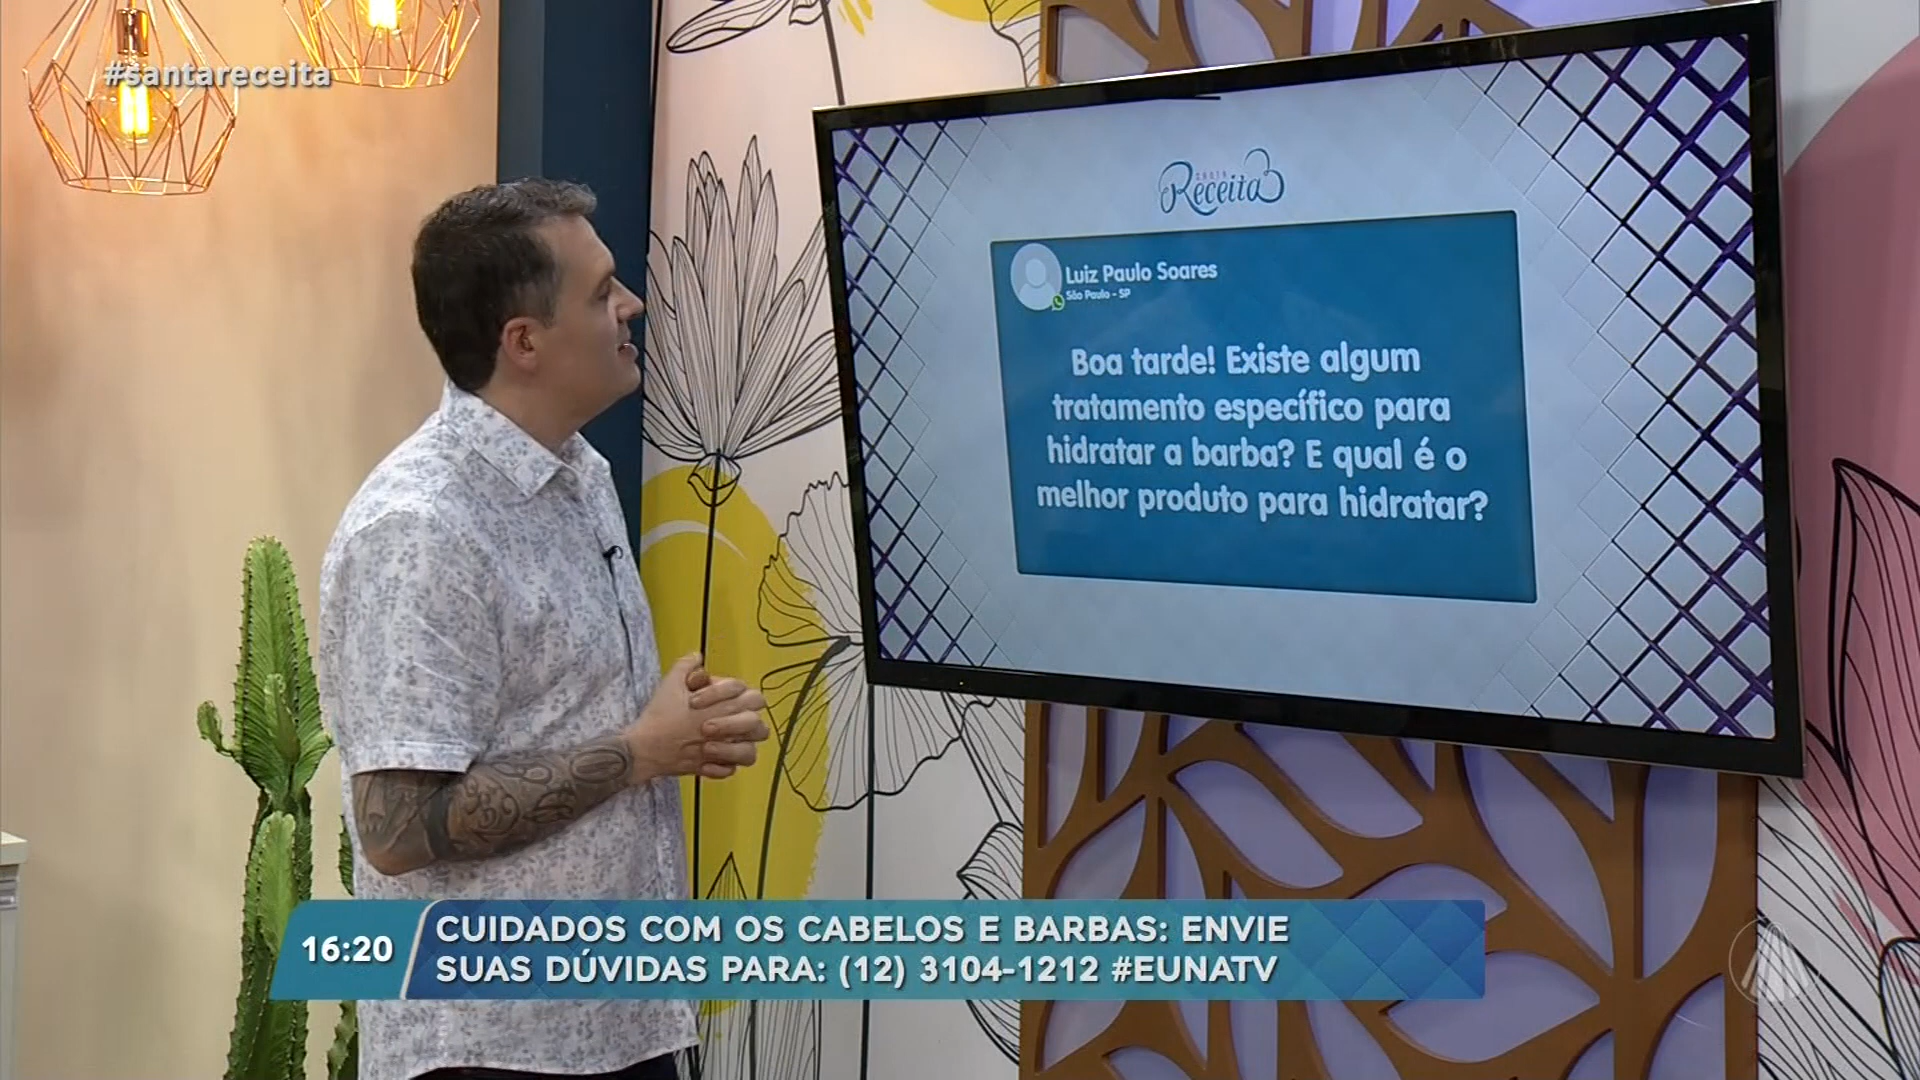 #santareceita
Santa
Receita
Luiz Paulo Soares
São Paulo - SP
Boa tarde! Existe algum
tratamento específico para
hidratar a barba? E qual é o
melhor produto para hidratar?
16:20
CUIDADOS COM OS CABELOS E BARBAS: ENVIE
SUAS DÚVIDAS PARA: (12) 3104-1212 #EUNATV